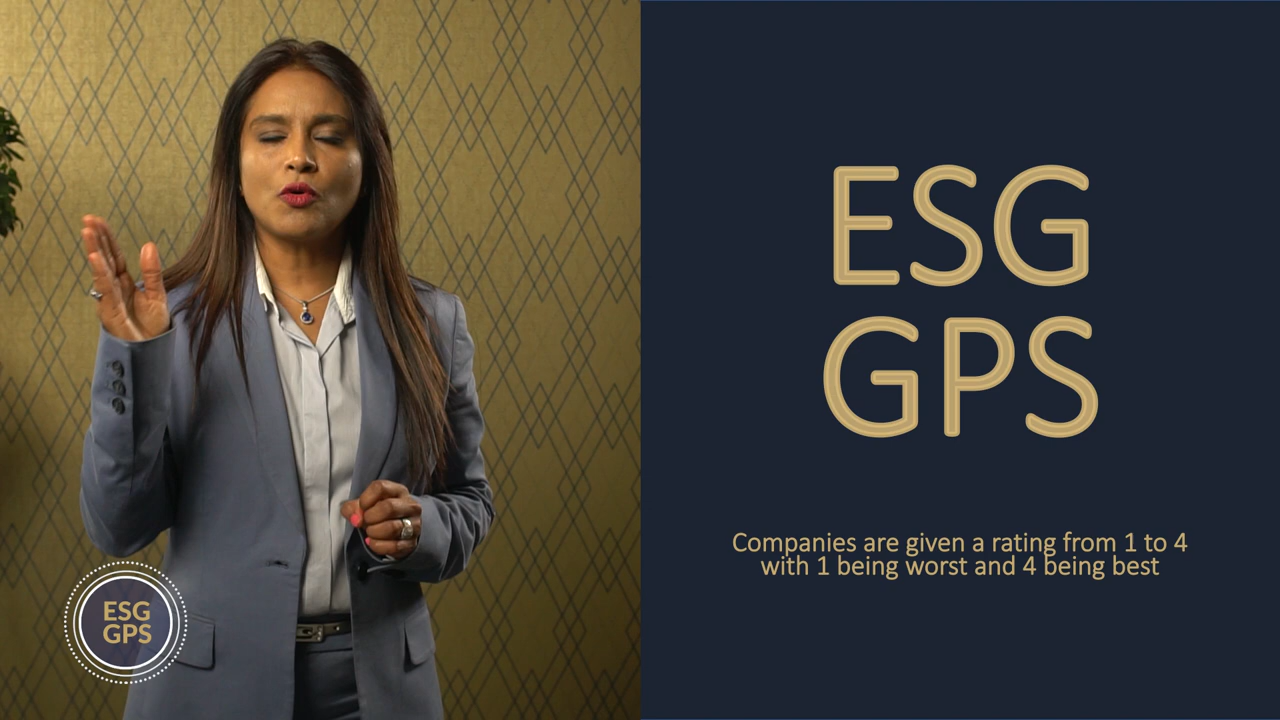 ESG
GPS
Companies are given a rating from 1 to 4
with 1 being worst and 4 being best
ESG
GPS